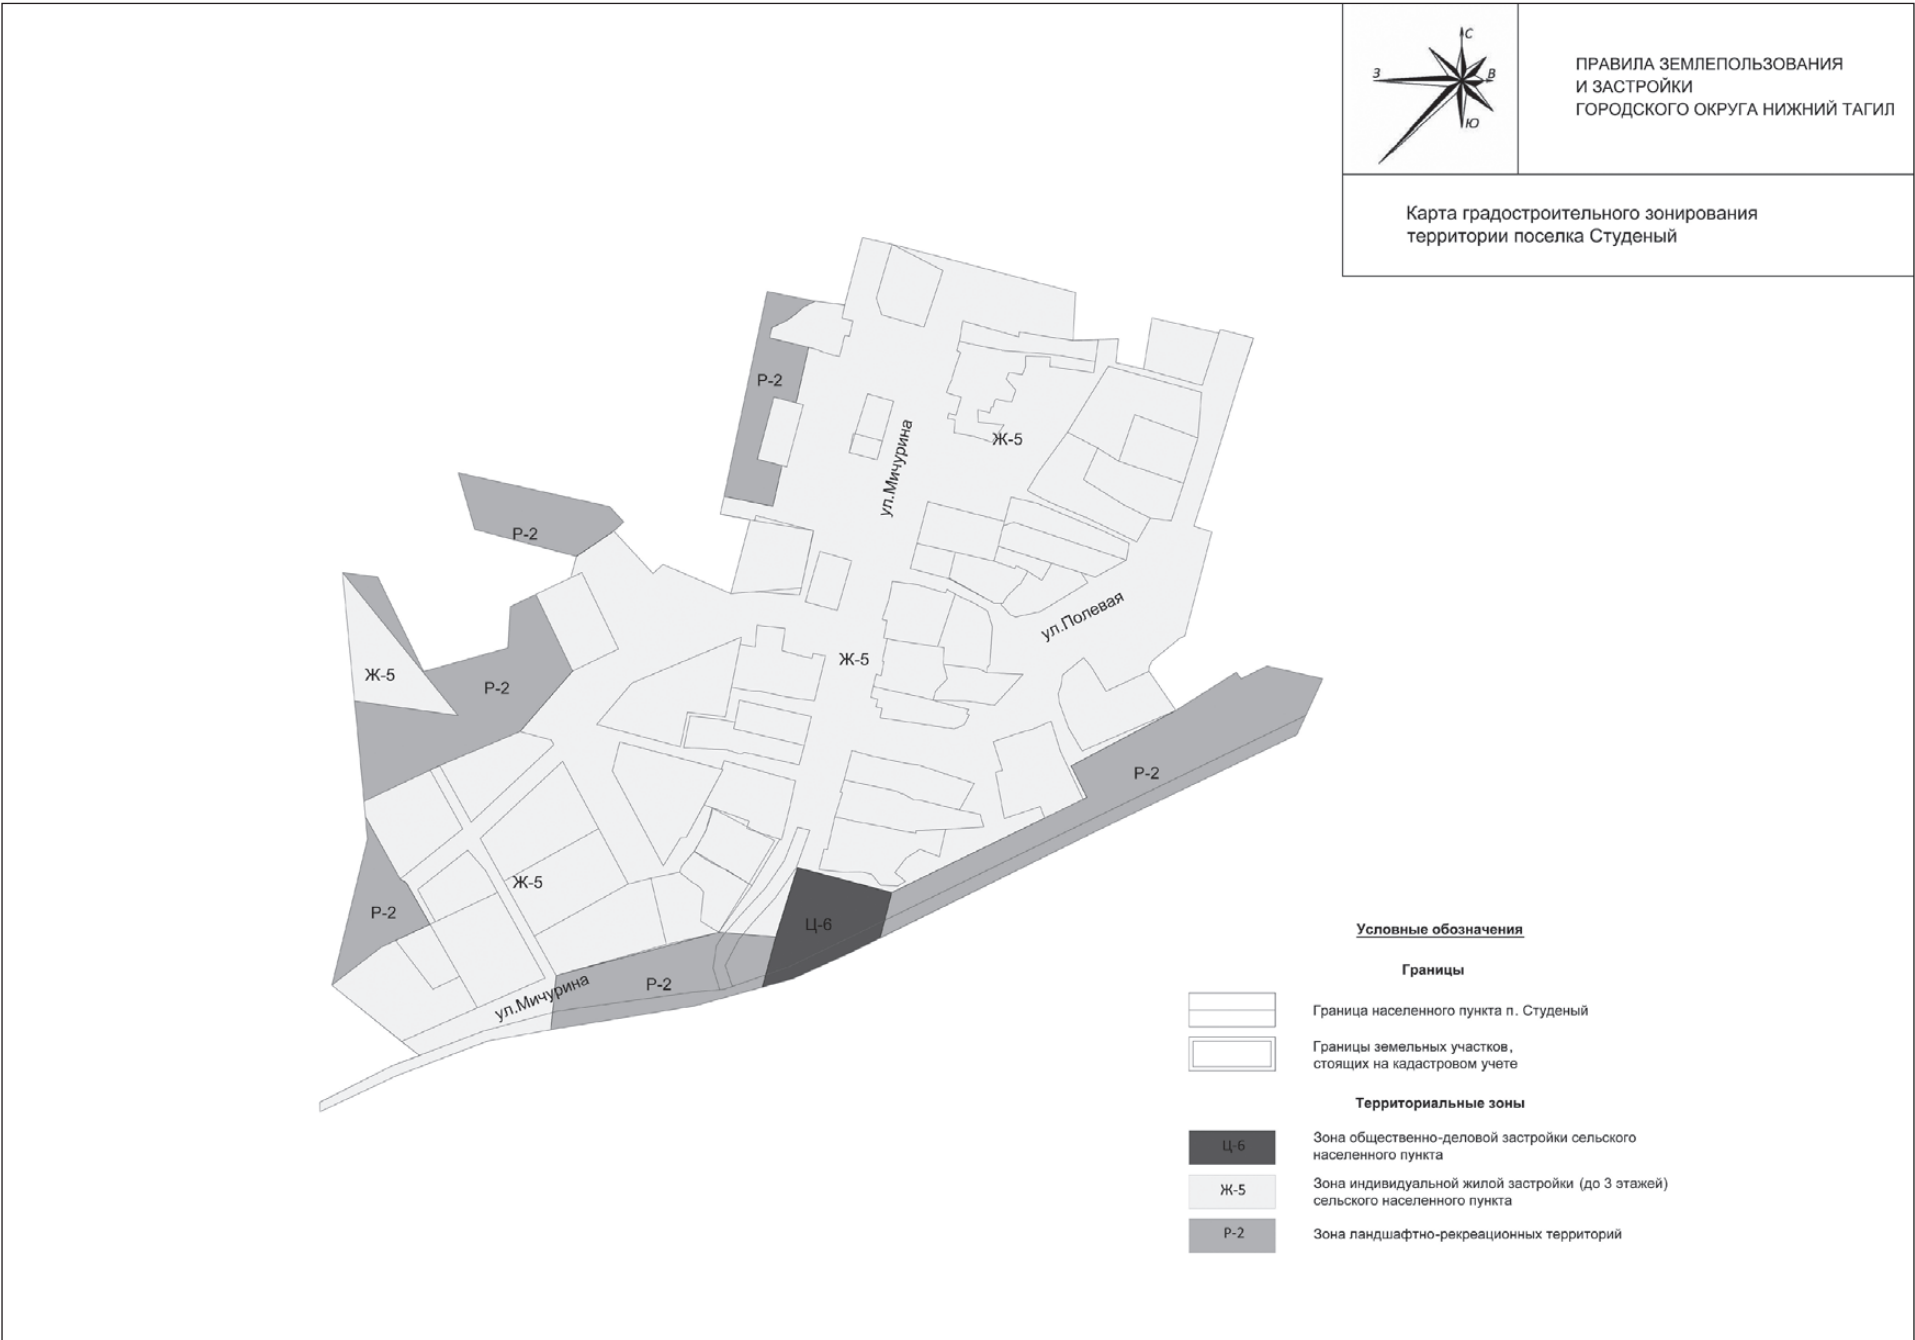 С
З
В
Ю
ПРАВИЛА ЗЕМЛЕПОЛЬЗОВАНИЯ
И ЗАСТРОЙКИ
ГОРОДСКОГО ОКРУГА НИЖНИЙ ТАГИЛ
Карта градостроительного зонирования
территории поселка Студеный
Р-2
ул.Мичурина
Ж-5
Р-2
ул.Полевая
Ж-5
Ж-5
Р-2
Р-2
Ж-5
Р-2
Ц-6
Р-2
ул.Мичурина
Условные обозначения
Границы
Граница населенного пункта п. Студеный
Границы земельных участков,
стоящих на кадастровом учете
Территориальные зоны
Ц-6
Зона общественно-деловой застройки сельского
населенного пункта
Ж-5
Зона индивидуальной жилой застройки (до 3 этажей)
сельского населенного пункта
Р-2
Зона ландшафтно-рекреационных территорий